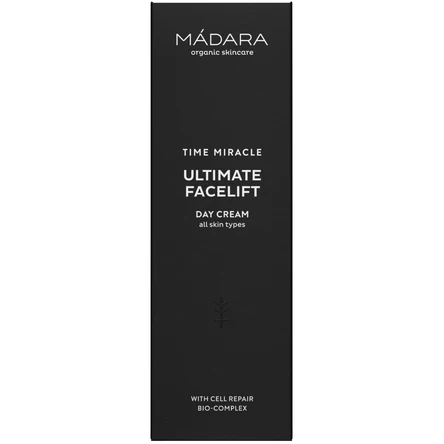 MÁDARA
organic skincare
TIME MIRACLE
ULTIMATE
FACELIFT
DAY CREAM
all skin types
WITH CELL REPAIR
BIO-COMPLEX